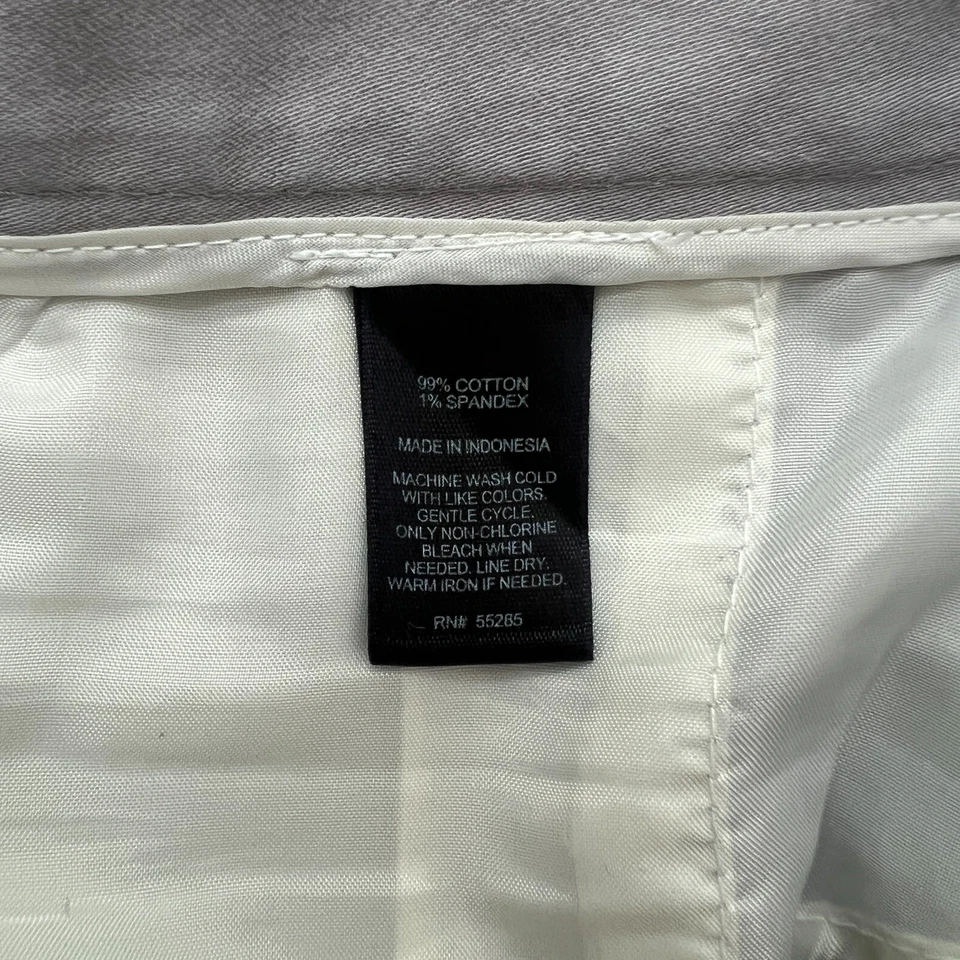 99% COTTON
1% SPANDEX
MADE IN INDONESIA
MACHINE WASH COLD
WITH LIKE COLORS.
GENTLE CYCLE.
ONLY NON-CHLORINE
BLEACH WHEN
NEEDED. LINE DRY.
WARM IRON IF NEEDED.
RN# 55285